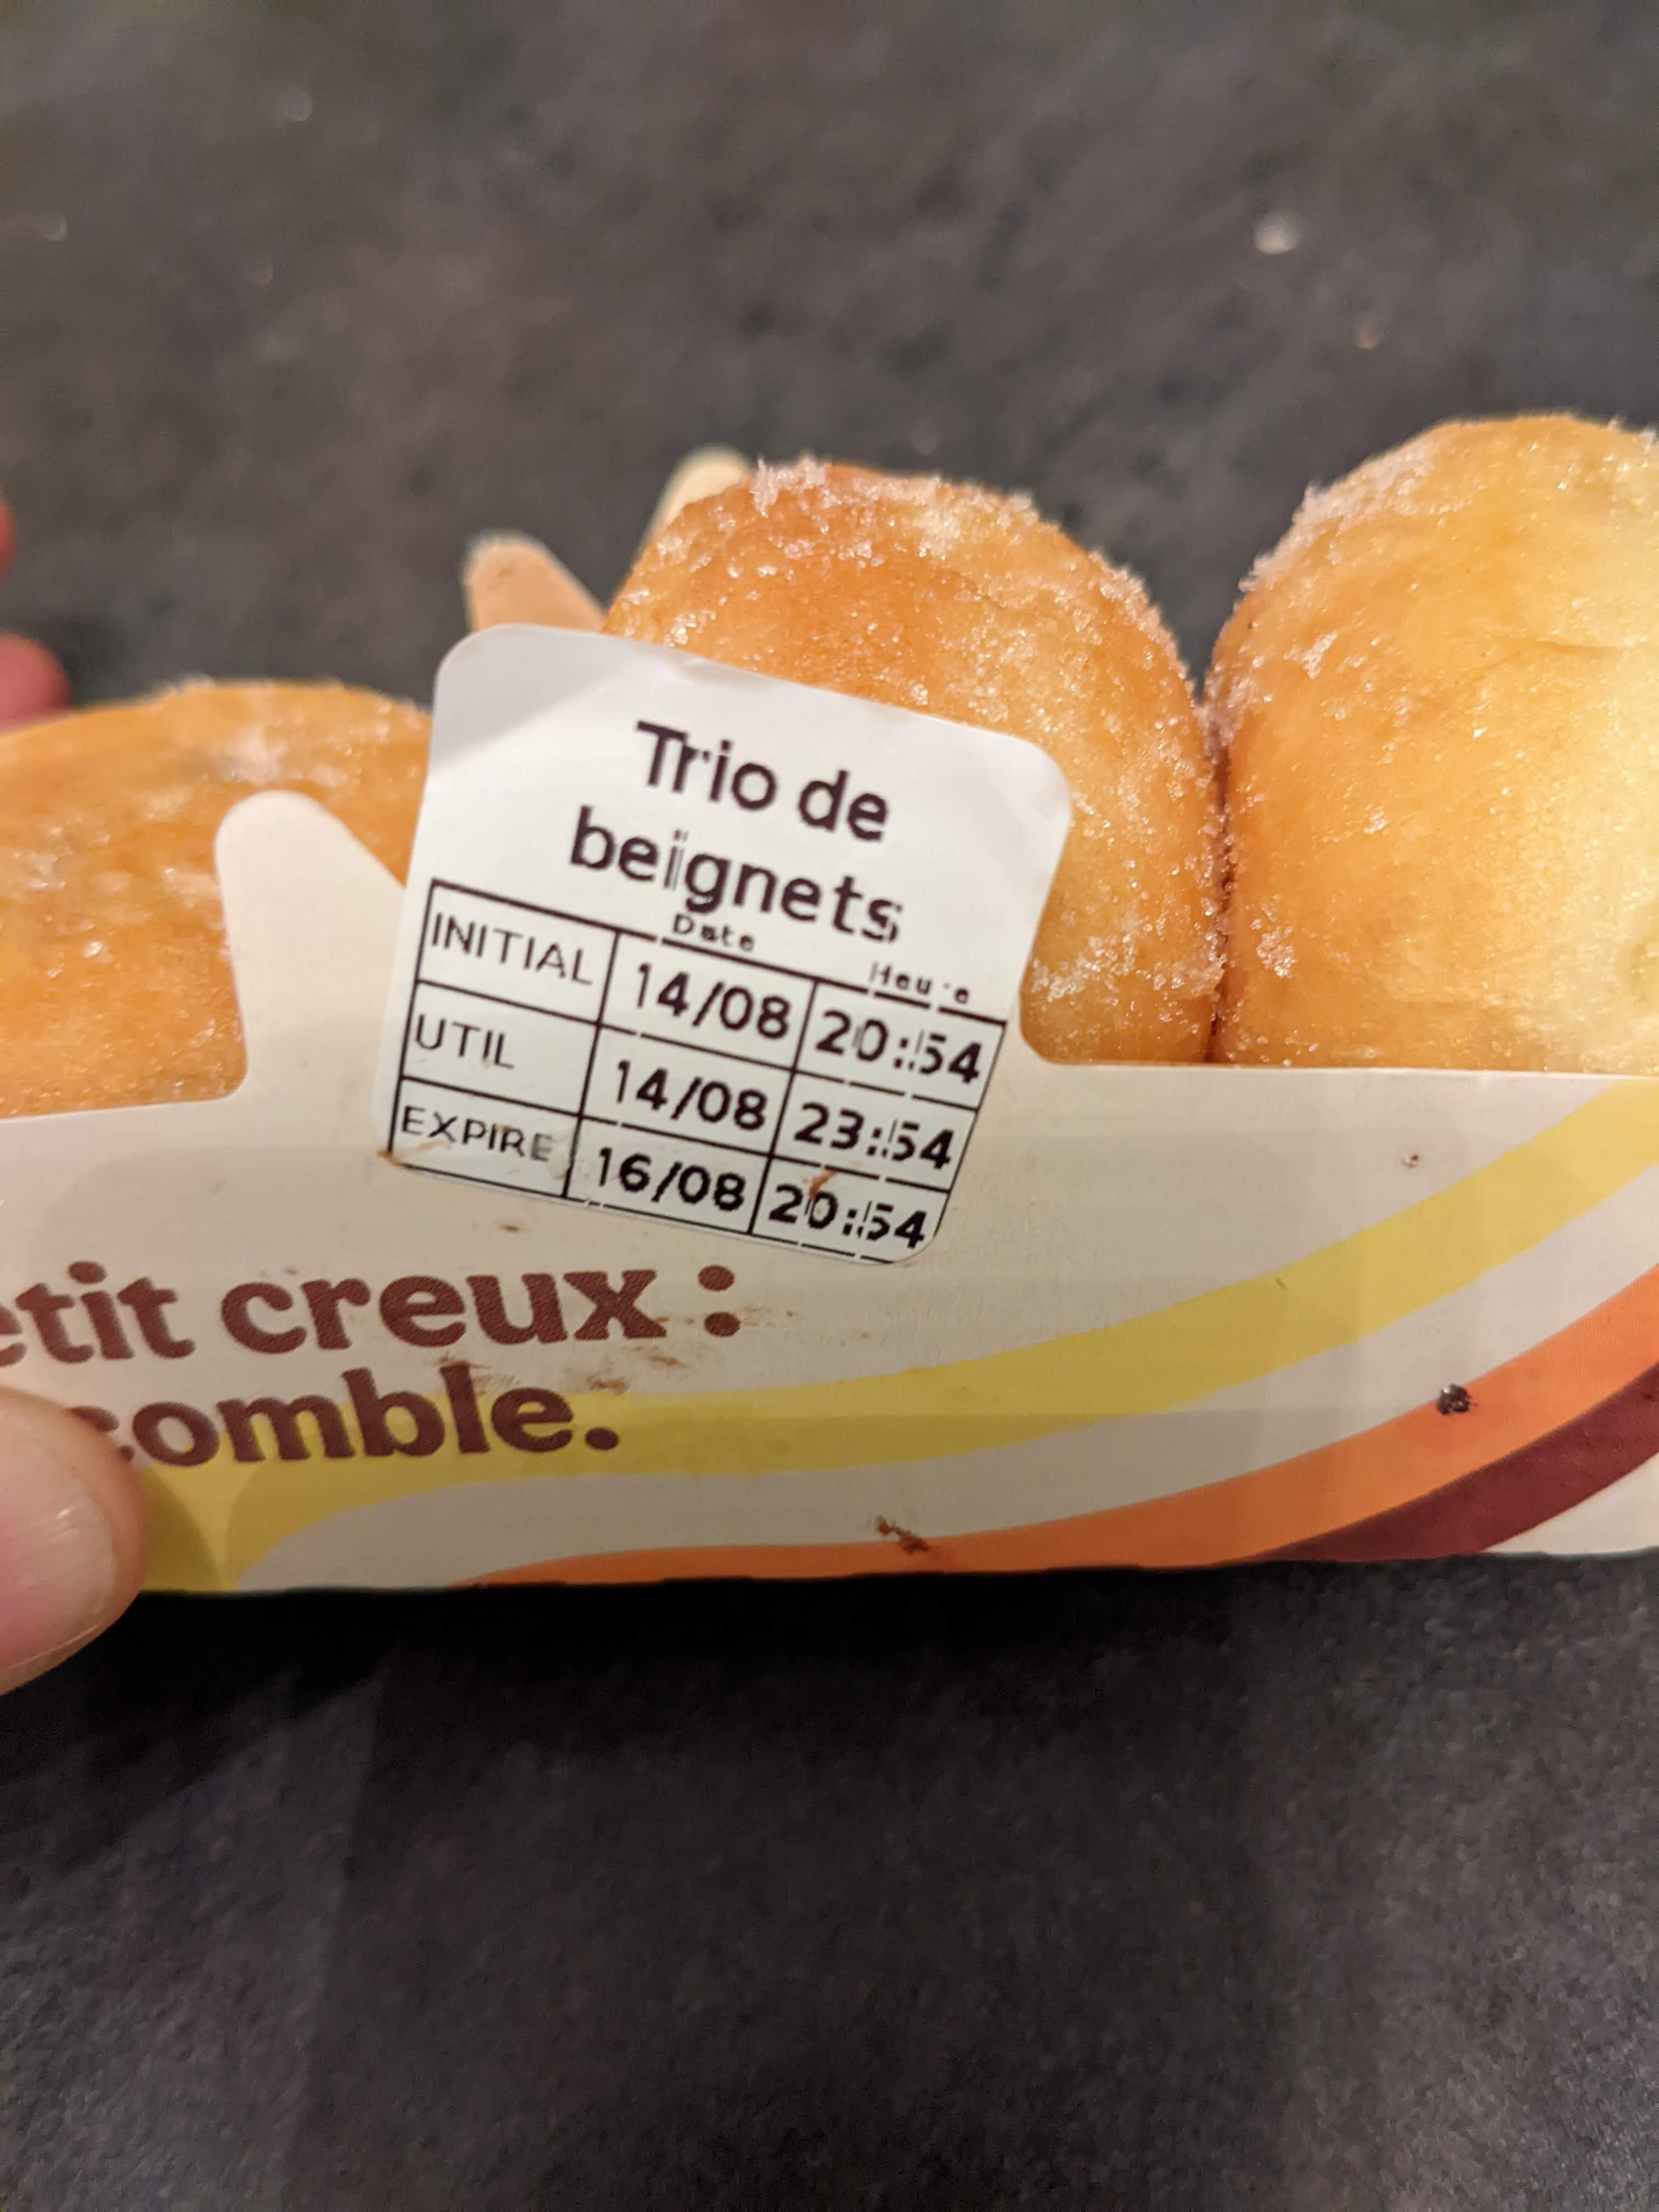 Trio de
beignets
Date Heure
INITIAL 14/08 20:54
UTIL 14/08 23:54
EXPIRE 16/08 20:54
etit creux :
comble.